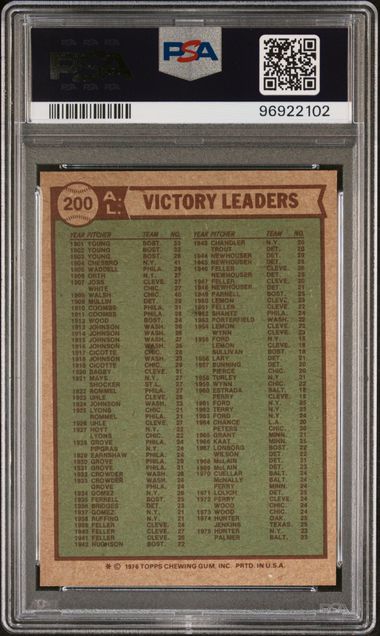 PSA
96922102
200 A.L. VICTORY LEADERS
YEAR PITCHER TEAM NO.
1901 YOUNG BOST. 33
1902 YOUNG BOST. 32
1903 YOUNG BOST. 28
1904 CHESBRO N.Y. 41
1905 WADDELL PHILA. 26
1906 ORTH N.Y. 27
1907 JOSS CLEVE. 27
WHITE CHIC. 27
1908 WALSH CHIC. 40
1909 MULLIN DET. 29
1910 COOMBS PHILA. 31
1911 COOMBS PHILA. 28
1912 WOOD BOST. 34
1913 JOHNSON WASH. 36
1914 JOHNSON WASH. 28
1915 JOHNSON WASH. 27
1916 JOHNSON WASH. 25
1917 CICOTTE CHIC. 28
1918 JOHNSON WASH. 23
1919 CICOTTE CHIC. 29
1920 BAGBY CLEVE. 31
1921 MAYS N.Y. 27
SHOCKER ST.L. 27
1922 ROMMEL PHILA. 27
1923 UHLE CLEVE. 26
1924 JOHNSON WASH. 23
1925 LYONS CHIC. 21
ROMMEL PHILA. 21
1926 UHLE CLEVE. 27
1927 HOYT N.Y. 22
LYONS CHIC. 22
1928 GROVE PHILA. 24
PIPGRAS N.Y. 24
1929 EARNSHAW PHILA. 24
1930 GROVE PHILA. 28
1931 GROVE PHILA. 31
1932 CROWDER WASH. 26
1933 CROWDER WASH. 24
GROVE PHILA. 24
1934 GOMEZ N.Y. 26
1935 FERRELL BOST. 25
1936 BRIDGES DET. 23
1937 GOMEZ N.Y. 21
1938 RUFFING N.Y. 21
1939 FELLER CLEVE. 24
1940 FELLER CLEVE. 27
1941 FELLER CLEVE. 25
1942 HUGHSON BOST. 22
YEAR PITCHER TEAM NO.
1943 CHANDLER N.Y. 20
TROUT DET. 20
1944 NEWHOUSER DET. 29
1945 NEWHOUSER DET. 25
1946 FELLER CLEVE. 26
NEWHOUSER DET. 26
1947 FELLER CLEVE. 20
1948 NEWHOUSER DET. 21
1949 PARNELL BOST. 25
1950 LEMON CLEVE. 23
1951 FELLER CLEVE. 22
1952 SHANTZ PHILA. 24
1953 PORTERFIELD WASH. 22
1954 LEMON CLEVE. 23
WYNN CLEVE. 23
1955 FORD N.Y. 18
LEMON CLEVE. 18
SULLIVAN BOST. 18
1956 LARY DET. 21
1957 BUNNING DET. 20
PIERCE CHIC. 20
1958 TURLEY N.Y. 21
1959 WYNN CHIC. 22
1960 ESTRADA BALT. 18
PERRY CLEVE. 18
1961 FORD N.Y. 25
1962 TERRY N.Y. 23
1963 FORD N.Y. 24
1964 CHANCE L.A. 20
PETERS CHIC. 20
1965 GRANT MINN. 21
1966 KAAT MINN. 25
1967 LONBORG BOST. 22
WILSON DET. 22
1968 McLAIN DET. 31
1969 McLAIN DET. 24
1970 CUELLAR BALT. 24
McNALLY BALT. 24
PERRY MINN. 24
1971 LOLICH DET. 25
1972 PERRY CLEVE. 24
WOOD CHIC. 24
1973 WOOD CHIC. 24
1974 HUNTER OAK. 25
JENKINS TEXAS 25
1975 HUNTER N.Y. 23
PALMER BALT. 23
* © 1976 TOPPS CHEWING GUM, INC. PRTD. IN U.S.A.